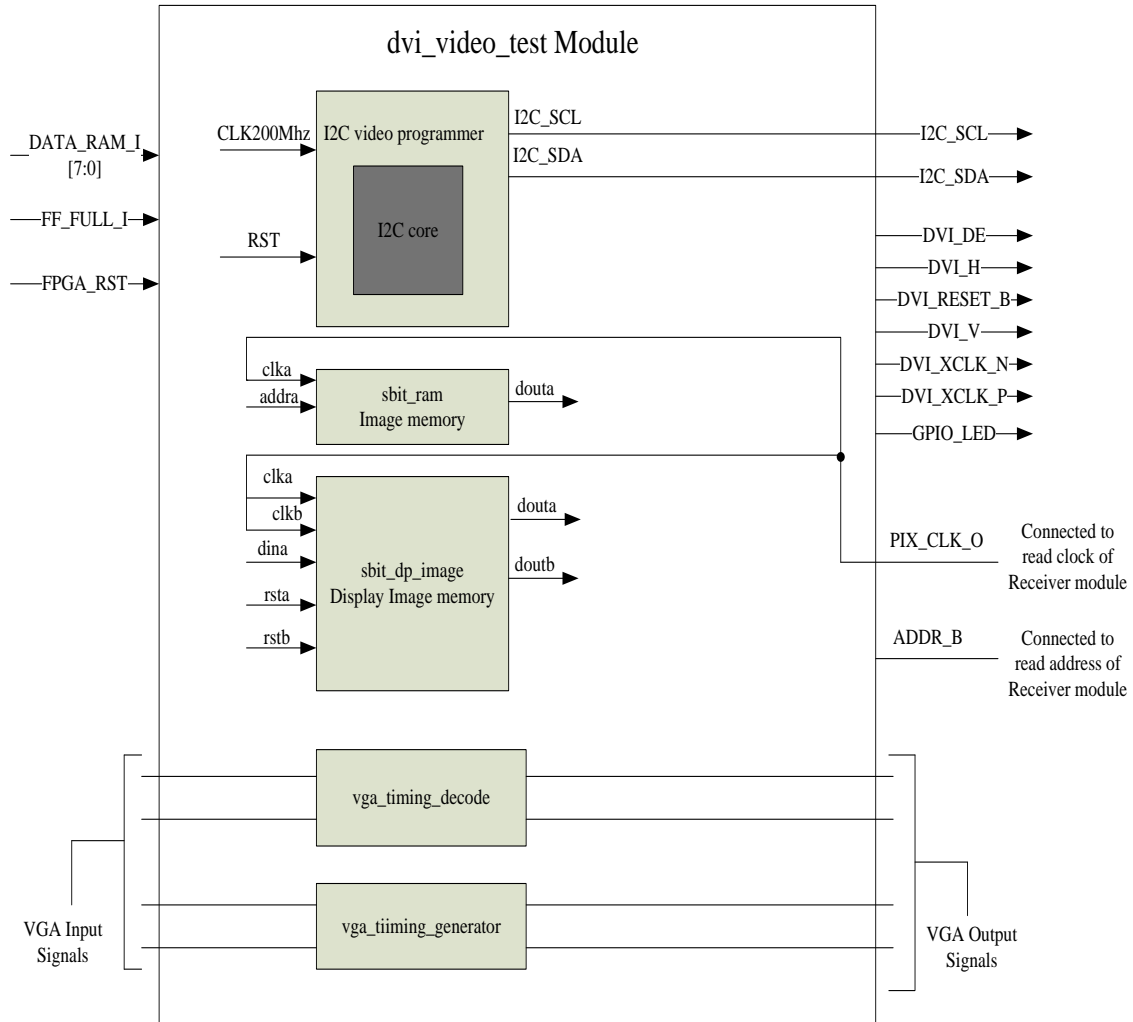 dvi_video_test Module
DATA_RAM_I
[7:0]
FF_FULL_I
FPGA_RST
CLK200Mhz
RST
I2C video programmer
I2C core
I2C_SCL
I2C_SDA
I2C_SCL
I2C_SDA
DVI_DE
DVI_H
DVI_RESET_B
DVI_V
DVI_XCLK_N
DVI_XCLK_P
GPIO_LED
clka
addra
sbit_ram
Image memory
douta
clka
clkb
dina
rsta
rstb
sbit_dp_image
Display Image memory
douta
doutb
PIX_CLK_O
Connected to
read clock of
Receiver module
ADDR_B
Connected to
read address of
Receiver module
vga_timing_decode
vga_tiiming_generator
VGA Input
Signals
VGA Output
Signals